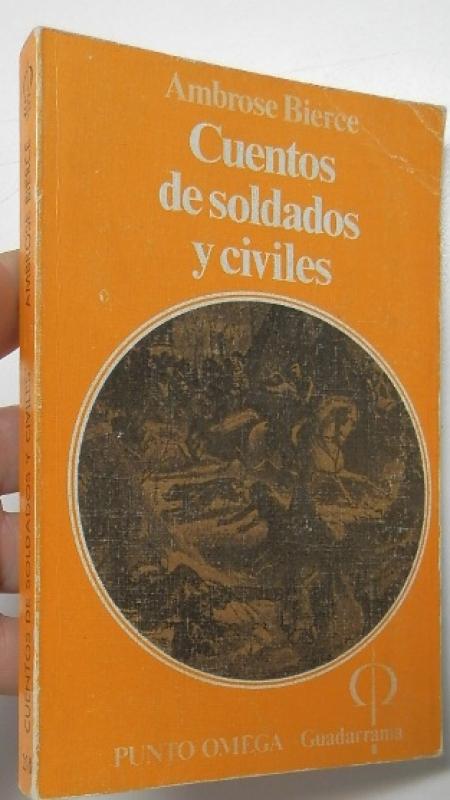 Ambrose Bierce
Cuentos
de soldados
y civiles
PUNTO OMEGA Guadarrama
AMBROSE BIERCE
CUENTOS DE SOLDADOS Y CIVILES